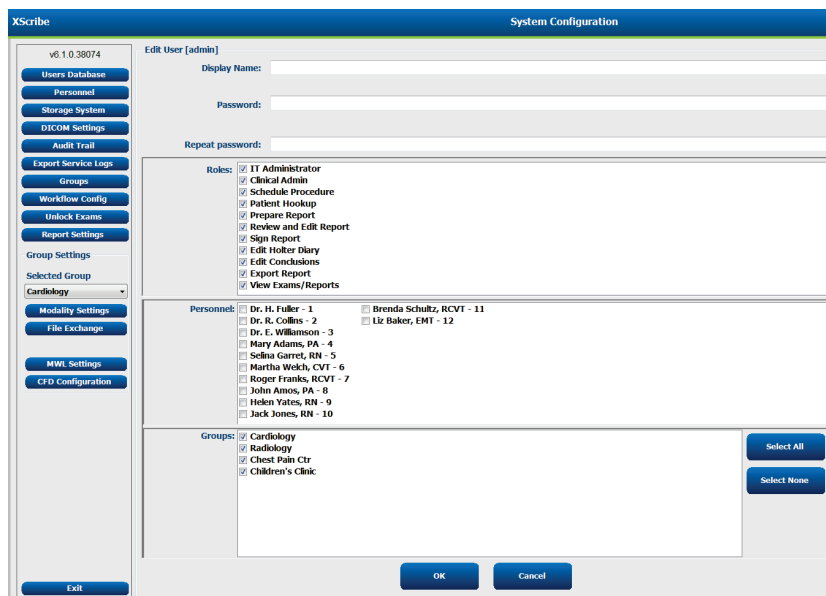 XScribe
System Configuration
v6.1.0.38074
Users Database
Personnel
Storage System
DICOM Settings
Audit Trail
Export Service Logs
Groups
Workflow Config
Unlock Exams
Report Settings
Group Settings
Selected Group
Cardiology
Modality Settings
File Exchange
MWL Settings
CFD Configuration
Exit
Edit User [admin]
Display Name:
Password:
Repeat password:
Roles:
IT Administrator
Clinical Admin
Schedule Procedure
Patient Hookup
Prepare Report
Review and Edit Report
Sign Report
Edit Holter Diary
Edit Conclusions
Export Report
View Exams/Reports
Personnel:
Dr. H. Fuller - 1
Dr. R. Collins - 2
Dr. E. Williamson - 3
Mary Adams, PA - 4
Selina Garret, RN - 5
Martha Welch, CVT - 6
Roger Franks, RCVT - 7
John Amos, PA - 8
Helen Yates, RN - 9
Jack Jones, RN - 10
Brenda Schultz, RCVT - 11
Liz Baker, EMT - 12
Groups:
Cardiology
Radiology
Chest Pain Ctr
Children's Clinic
Select All
Select None
OK
Cancel